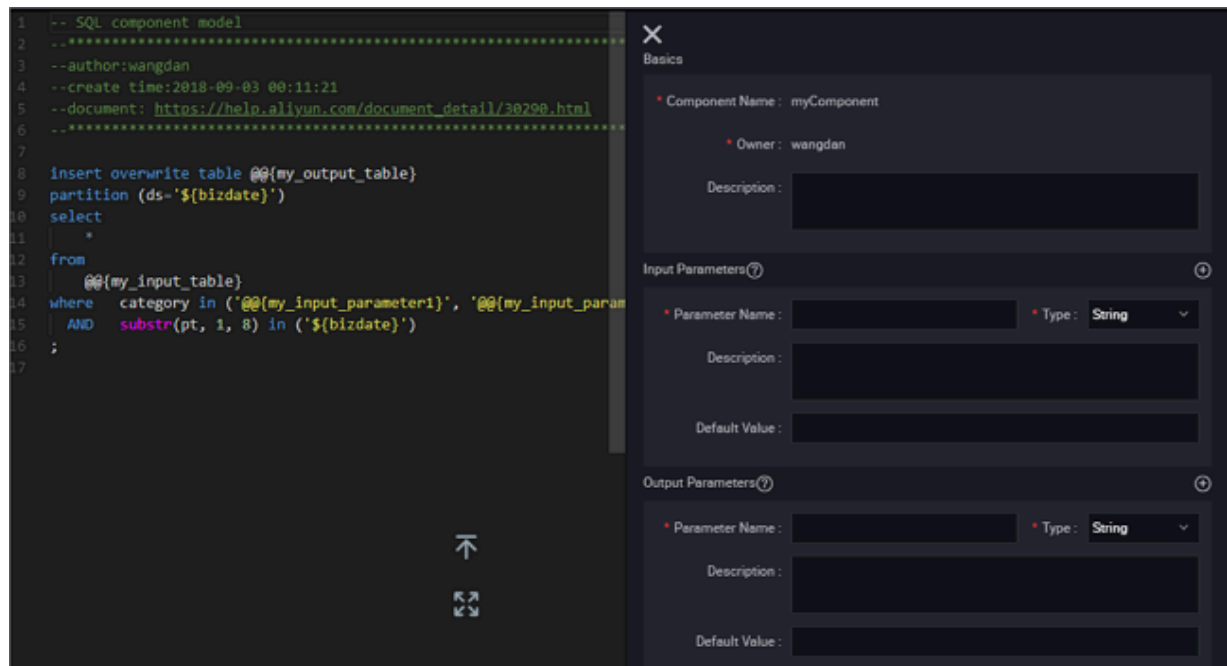 1 -- SQL component model
2 --******************************************************************
3 --author:wangdan
4 --create time:2018-09-03 00:11:21
5 --document: https://help.aliyun.com/document_detail/30290.html
6 --******************************************************************
7
8 insert overwrite table @@{my_output_table}
9 partition (ds='${bizdate}')
10 select
11 *
12 from
13 @@{my_input_table}
14 where category in ('@@{my_input_parameter1}', '@@{my_input_param
15 AND substr(pt, 1, 8) in ('${bizdate}')
16 ;
17
Basics
* Component Name : myComponent
* Owner : wangdan
Description :
Input Parameters?
* Parameter Name : * Type : String
Description :
Default Value :
Output Parameters?
* Parameter Name : * Type : String
Description :
Default Value :